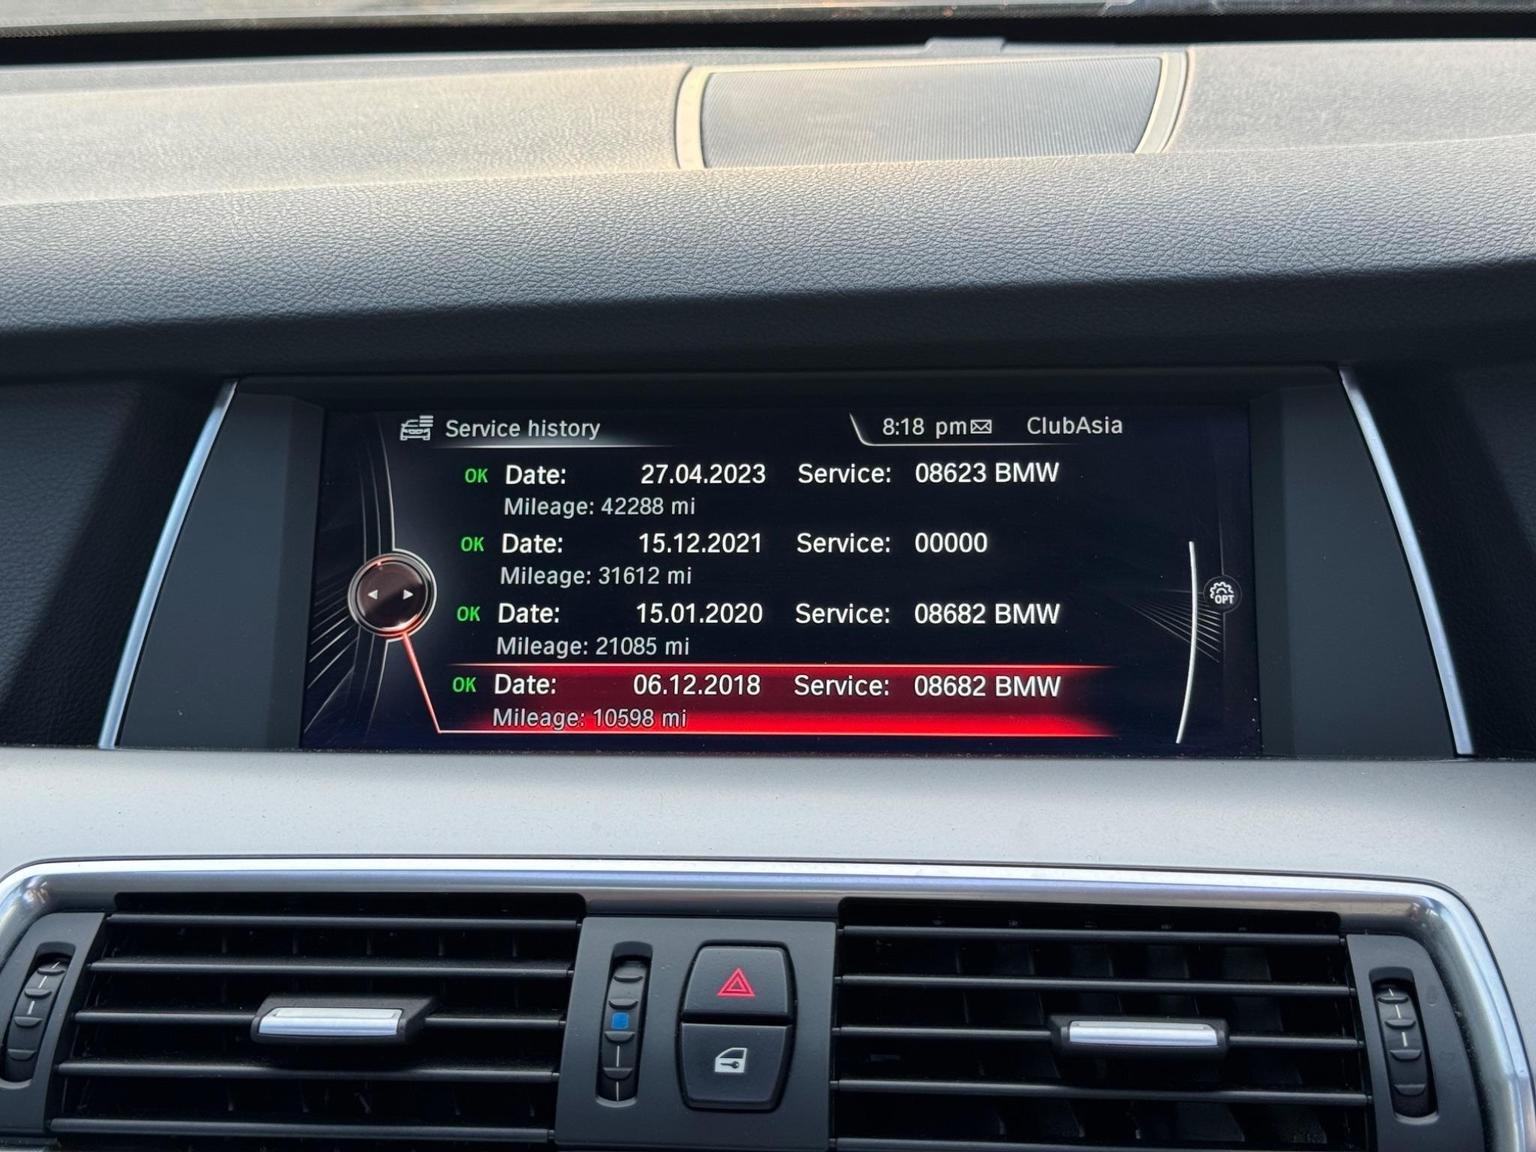 Service history 8:18 pm ClubAsia
OK Date: 27.04.2023 Service: 08623 BMW
Mileage: 42288 mi
OK Date: 15.12.2021 Service: 00000
Mileage: 31612 mi
OK Date: 15.01.2020 Service: 08682 BMW
Mileage: 21085 mi
OPT
OK Date: 06.12.2018 Service: 08682 BMW
Mileage: 10598 mi